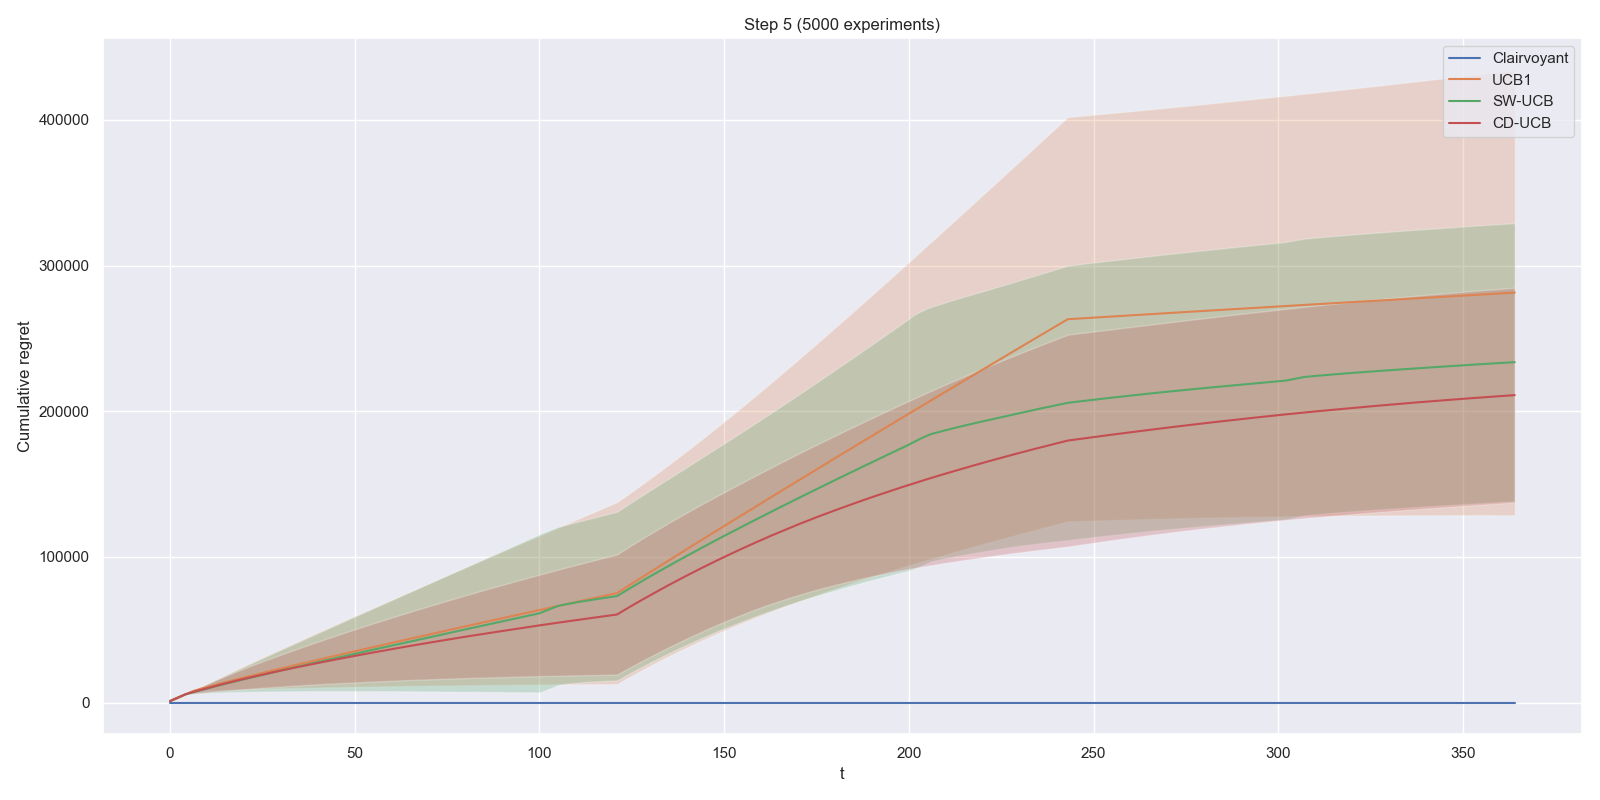 Step 5 (5000 experiments)
Clairvoyant
UCB1
SW-UCB
CD-UCB
400000
300000
200000
100000
0
Cumulative regret
0 50 100 150 200 250 300 350
t